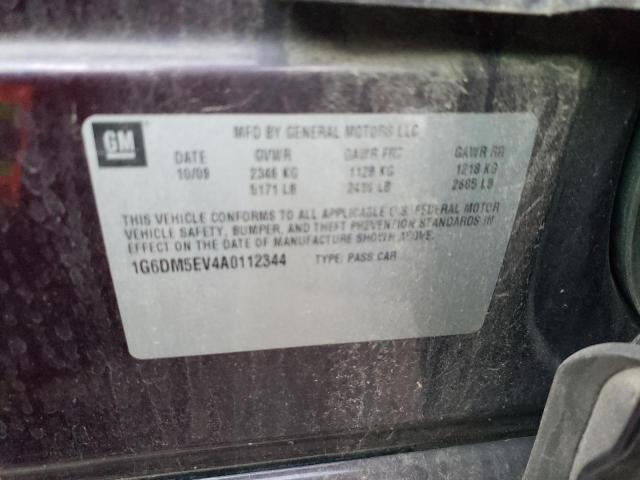 GM
MFD BY GENERAL MOTORS LLC
DATE GVWR GAWR FRT GAWR RR
10/09 2346 KG 1128 KG 1218 KG
5171 LB 2486 LB 2685 LB
THIS VEHICLE CONFORMS TO ALL APPLICABLE U.S. FEDERAL MOTOR
VEHICLE SAFETY, BUMPER, AND THEFT PREVENTION STANDARDS IN
EFFECT ON THE DATE OF MANUFACTURE SHOWN ABOVE.
1G6DM5EV4A0112344 TYPE: PASS CAR